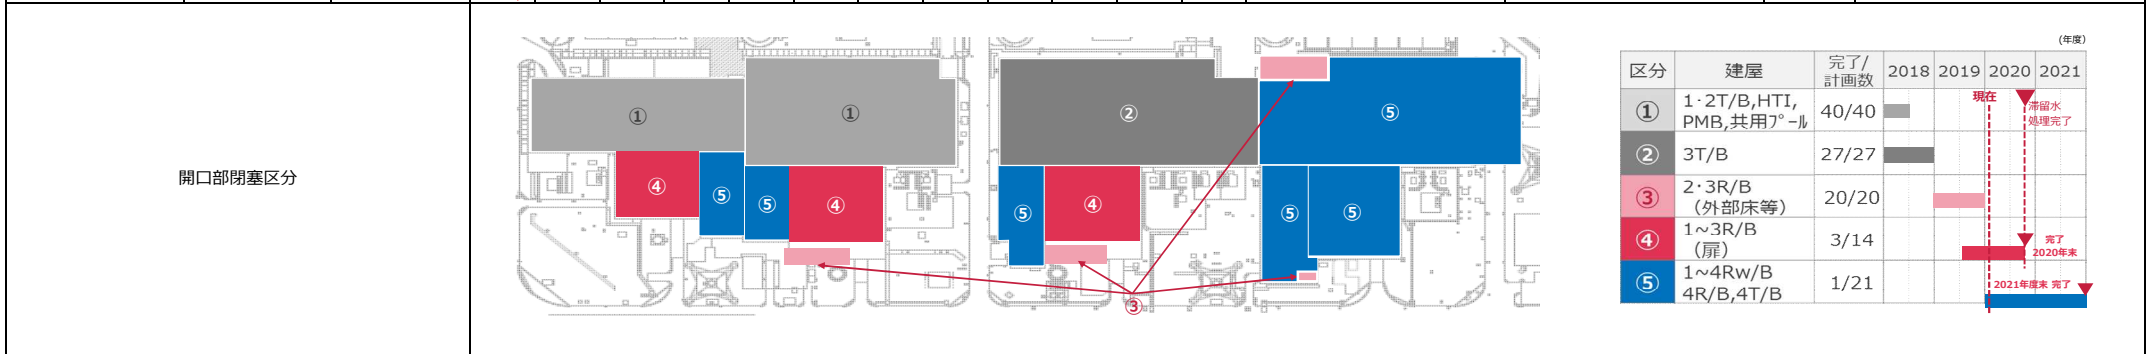 開口部閉塞区分
①
①
④
⑤
⑤
④
②
⑤
⑤
④
⑤
⑤
③
(年度)
区分 建屋 完了/計画数 2018 2019 2020 2021
① 1・2T/B,HTI, PMB,共用プール 40/40
② 3T/B 27/27
③ 2・3R/B (外部床等) 20/20
④ 1~3R/B (扉) 3/14
⑤ 1~4Rw/B 4R/B,4T/B 1/21
現在
滞留水
処理完了
完了
2020年末
2021年度末 完了